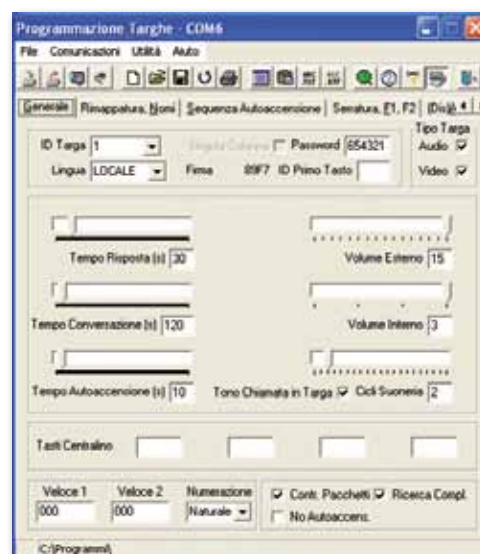 Programmazione Targhe - COM6
File Comunicazioni Utilità Aiuto
Generale Rimappatura, Nomi Sequenza Autoaccensione Serratura, F1, F2
Tipo Targa
ID Targa 1 Singola Colonna Password 654321 Audio
Lingua LOCALE Firma 89F7 ID Primo Tasto Video
Tempo Risposta (s) 30 Volume Esterno 15
Tempo Conversazione (s) 120 Volume Interno 3
Tempo Autoaccensione (s) 10 Tono Chiamata in Targa Cicli Suoneria 2
Tasti Centralino
Veloce 1 Veloce 2 Numerazione Contr. Pacchetti Ricerca Compl.
000 000 Naturale No Autoaccens.
C:\Programmi\